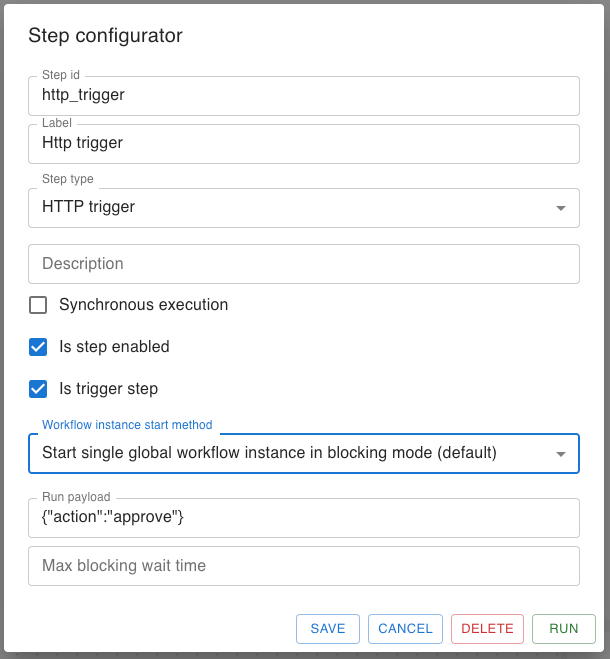 Step configurator
Step id
http_trigger
Label
Http trigger
Step type
HTTP trigger
Description
Synchronous execution
Is step enabled
Is trigger step
Workflow instance start method
Start single global workflow instance in blocking mode (default)
Run payload
{"action":"approve"}
Max blocking wait time
SAVE CANCEL DELETE RUN